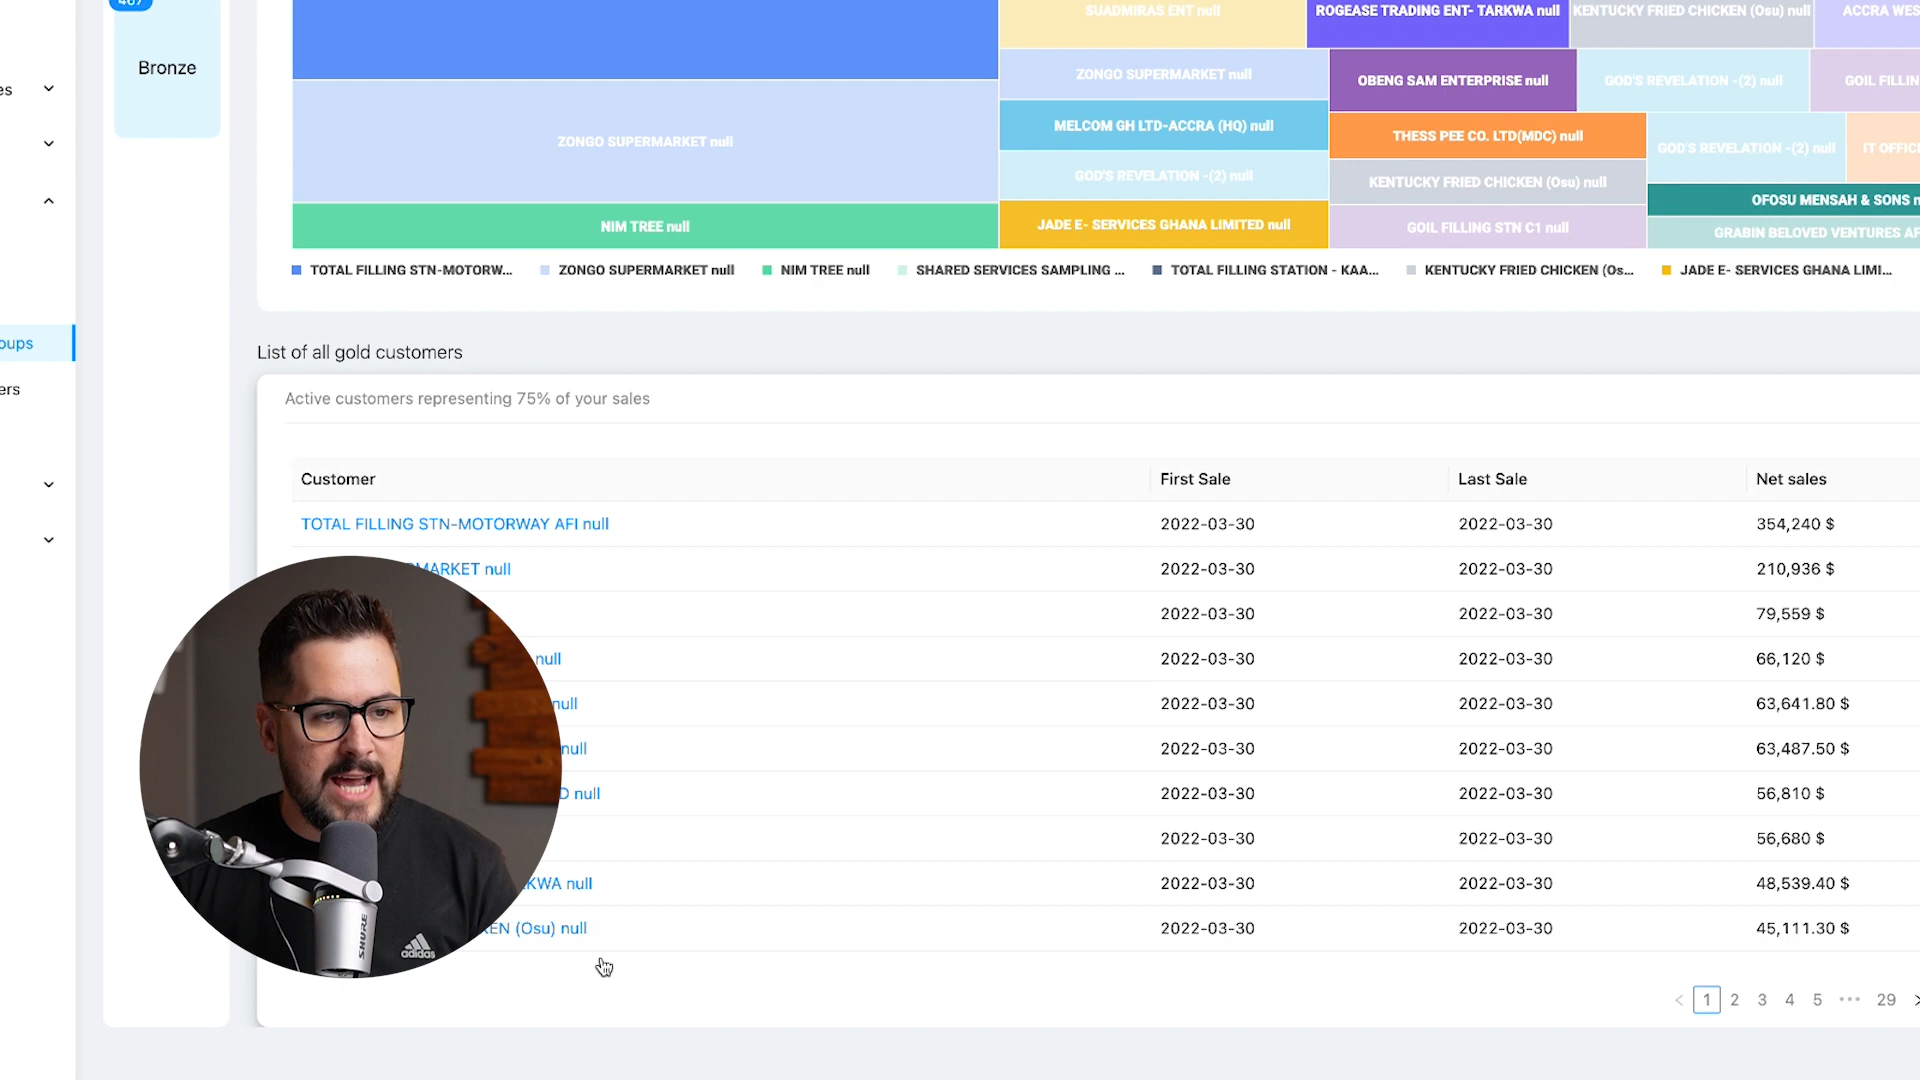 467
Bronze
es
oups
ers
SUADMIRAS ENT null
ROGEASE TRADING ENT- TARKWA null
KENTUCKY FRIED CHICKEN (Osu) null
ACCRA WES
ZONGO SUPERMARKET null
OBENG SAM ENTERPRISE null
GOD'S REVELATION -(2) null
GOIL FILLIN
ZONGO SUPERMARKET null
MELCOM GH LTD-ACCRA (HQ) null
THESS PEE CO. LTD(MDC) null
GOD'S REVELATION -(2) null
IT OFFIC
GOD'S REVELATION -(2) null
KENTUCKY FRIED CHICKEN (Osu) null
OFOSU MENSAH & SONS n
NIM TREE null
JADE E- SERVICES GHANA LIMITED null
GOIL FILLING STN C1 null
GRABIN BELOVED VENTURES AF
TOTAL FILLING STN-MOTORW...
ZONGO SUPERMARKET null
NIM TREE null
SHARED SERVICES SAMPLING ...
TOTAL FILLING STATION - KAA...
KENTUCKY FRIED CHICKEN (Os...
JADE E- SERVICES GHANA LIMI...
List of all gold customers
Active customers representing 75% of your sales
Customer First Sale Last Sale Net sales
TOTAL FILLING STN-MOTORWAY AFI null 2022-03-30 2022-03-30 354,240 $
MARKET null 2022-03-30 2022-03-30 210,936 $
2022-03-30 2022-03-30 79,559 $
null 2022-03-30 2022-03-30 66,120 $
null 2022-03-30 2022-03-30 63,641.80 $
null 2022-03-30 2022-03-30 63,487.50 $
D null 2022-03-30 2022-03-30 56,810 $
2022-03-30 2022-03-30 56,680 $
KWA null 2022-03-30 2022-03-30 48,539.40 $
KEN (Osu) null 2022-03-30 2022-03-30 45,111.30 $
SHURE
adidas
< 1 2 3 4 5 ••• 29 >